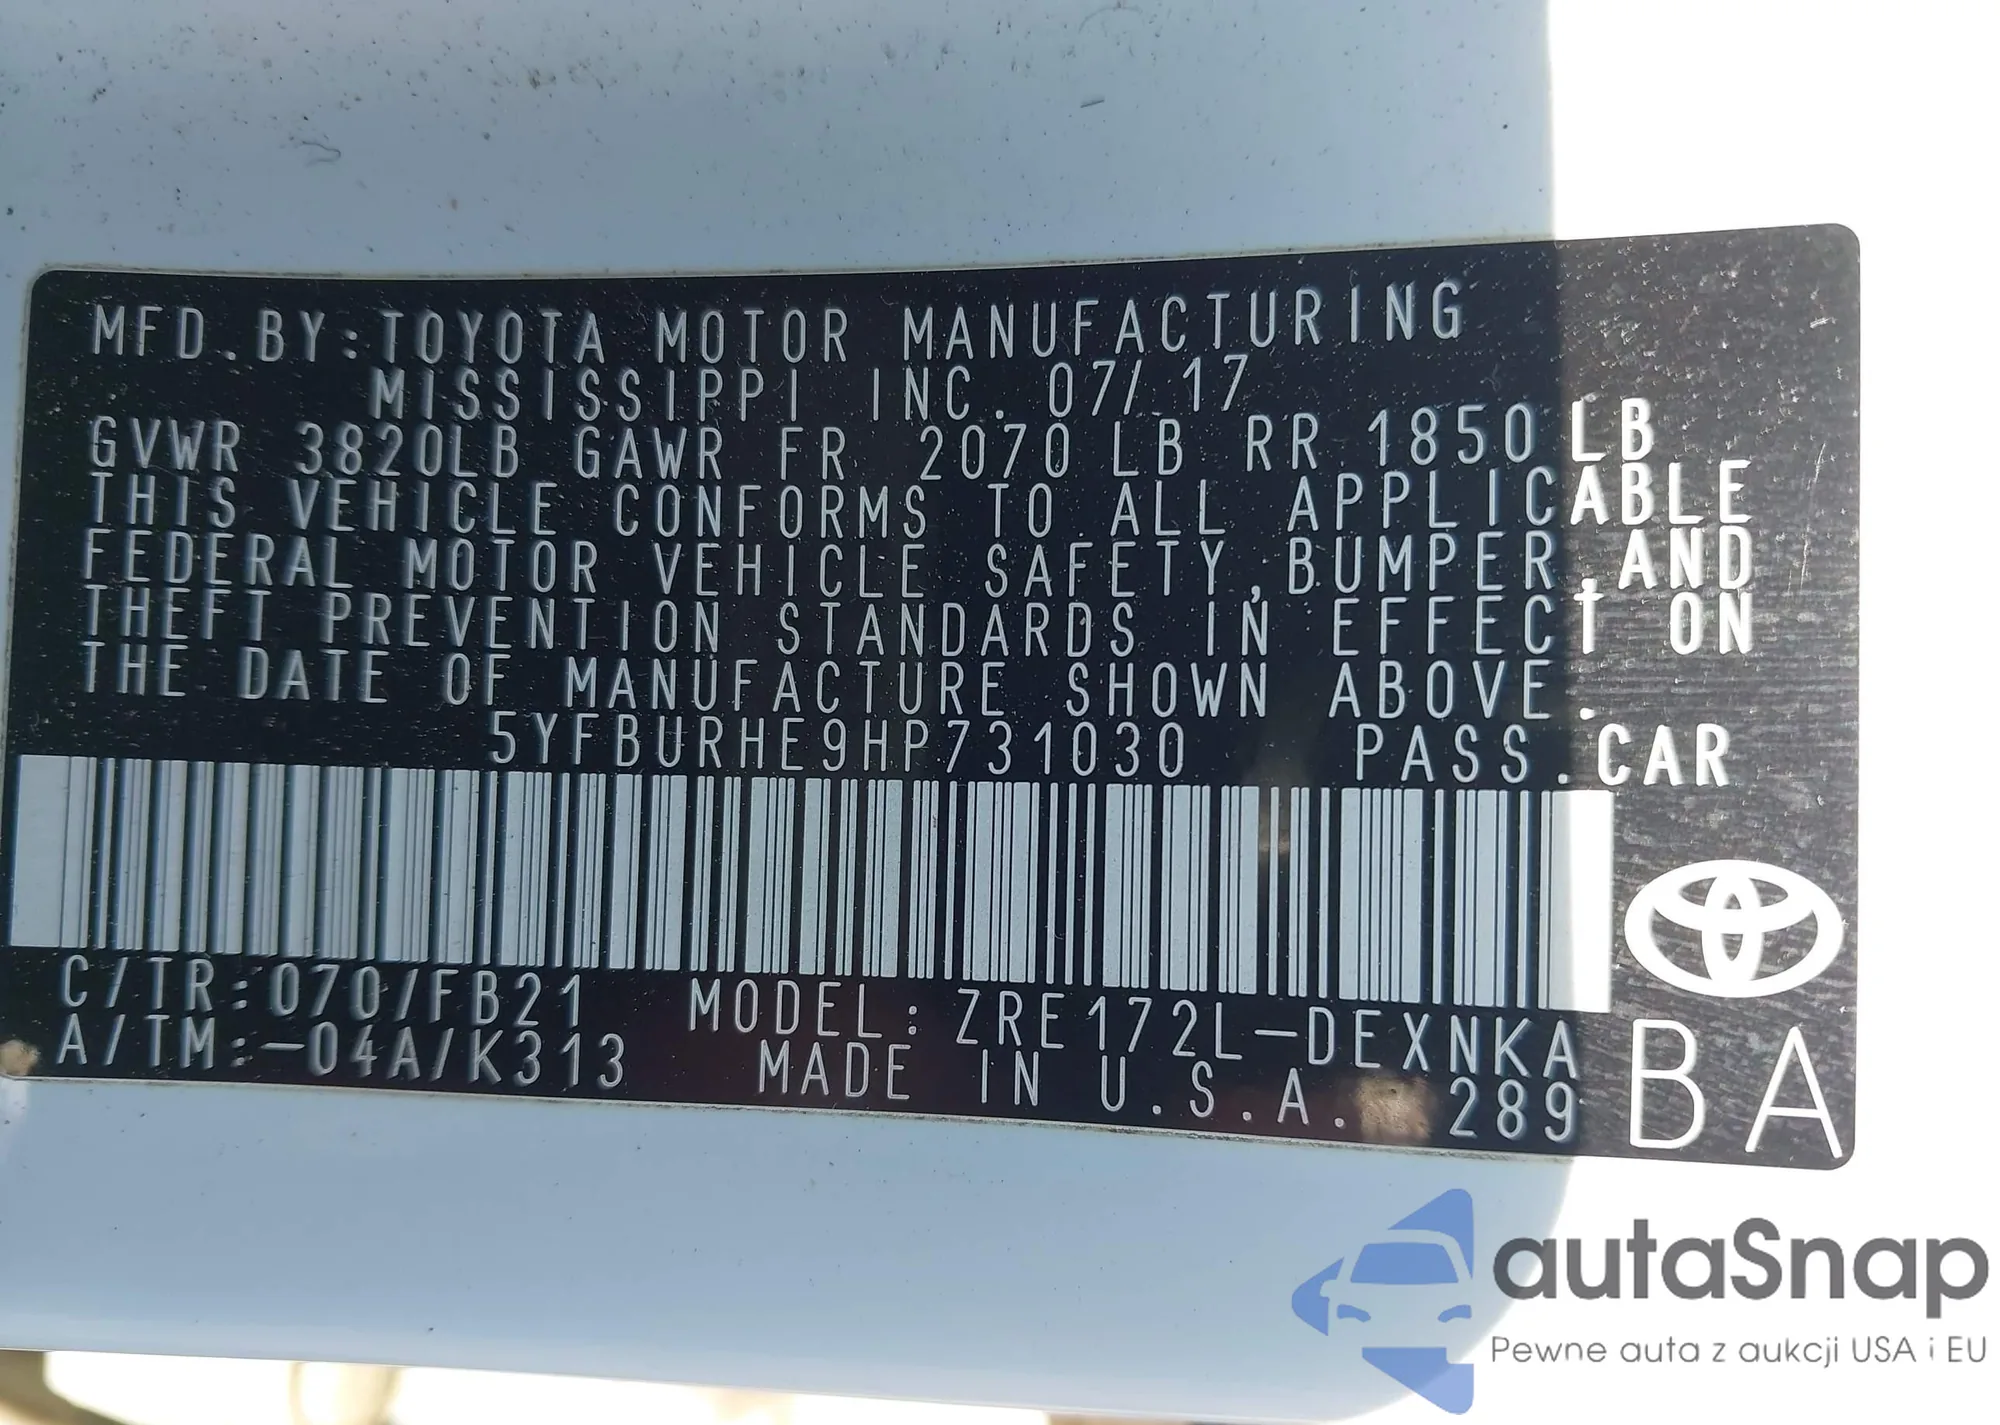 MFD.BY:TOYOTA MOTOR MANUFACTURING
MISSISSIPPI INC. 07/17
GVWR 3820LB GAWR FR 2070 LB RR 1850 LB
THIS VEHICLE CONFORMS TO ALL APPLICABLE
FEDERAL MOTOR VEHICLE SAFETY,BUMPER,AND
THEFT PREVENTION STANDARDS IN EFFECT ON
THE DATE OF MANUFACTURE SHOWN ABOVE.
5YFBURHE9HP731030 PASS.CAR
C/TR:070/FB21 MODEL:ZRE172L-DEXNKA
A/TM:-04A/K313 MADE IN U.S.A. 289
BA
autaSnap
Pewne auta z aukcji USA i EU